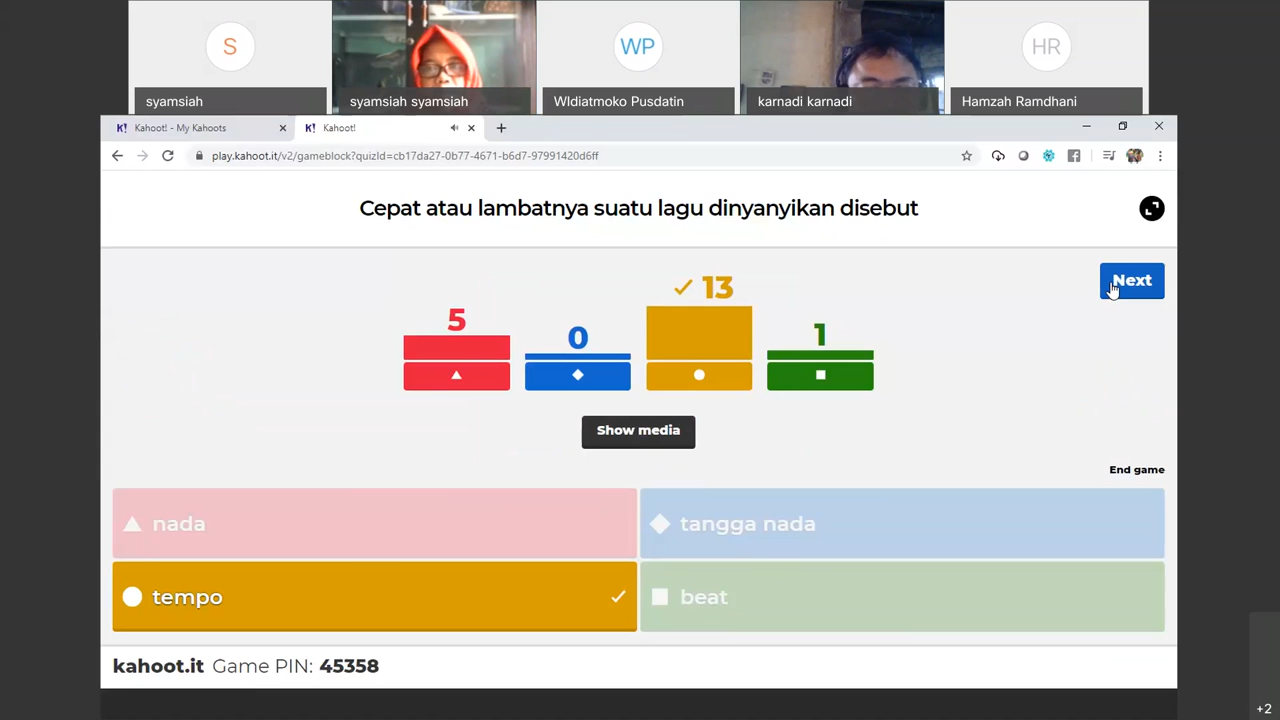 S
WP
HR
syamsiah
syamsiah syamsiah
WIdiatmoko Pusdatin
karnadi karnadi
Hamzah Ramdhani
K! Kahoot! - My Kahoots
K! Kahoot!
play.kahoot.it/v2/gameblock?quizId=cb17da27-0b77-4671-b6d7-97991420d6ff
Cepat atau lambatnya suatu lagu dinyanyikan disebut
Next
5
0
13
1
Show media
End game
nada
tangga nada
tempo
beat
kahoot.it Game PIN: 45358
+2